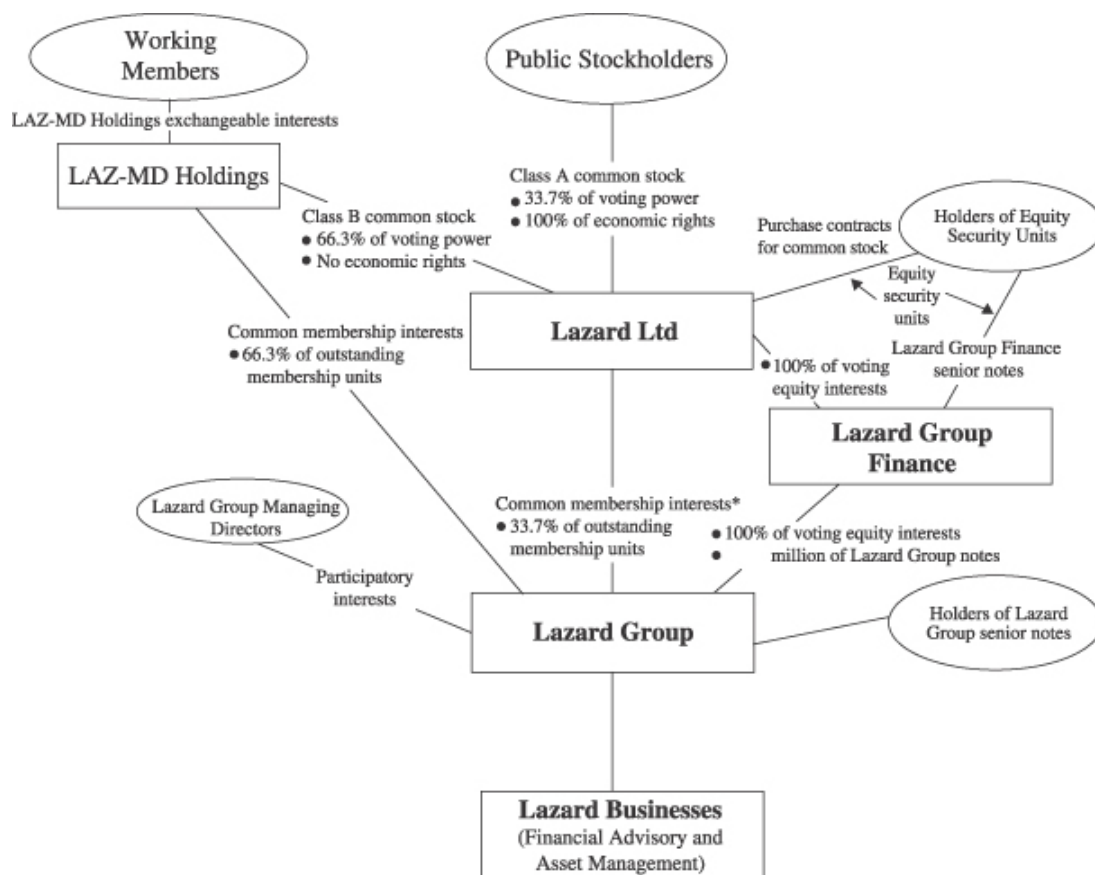 Working
Members
Public Stockholders
LAZ-MD Holdings exchangeable interests
LAZ-MD Holdings
Class A common stock
● 33.7% of voting power
● 100% of economic rights
Class B common stock
● 66.3% of voting power
● No economic rights
Purchase contracts
for common stock
Holders of Equity
Security Units
Equity
security
units
Lazard Ltd
Common membership interests
● 66.3% of outstanding
membership units
● 100% of voting
equity interests
Lazard Group Finance
senior notes
Lazard Group
Finance
Lazard Group Managing
Directors
Common membership interests*
● 33.7% of outstanding
membership units
● 100% of voting equity interests
● million of Lazard Group notes
Participatory
interests
Lazard Group
Holders of Lazard
Group senior notes
Lazard Businesses
(Financial Advisory and
Asset Management)